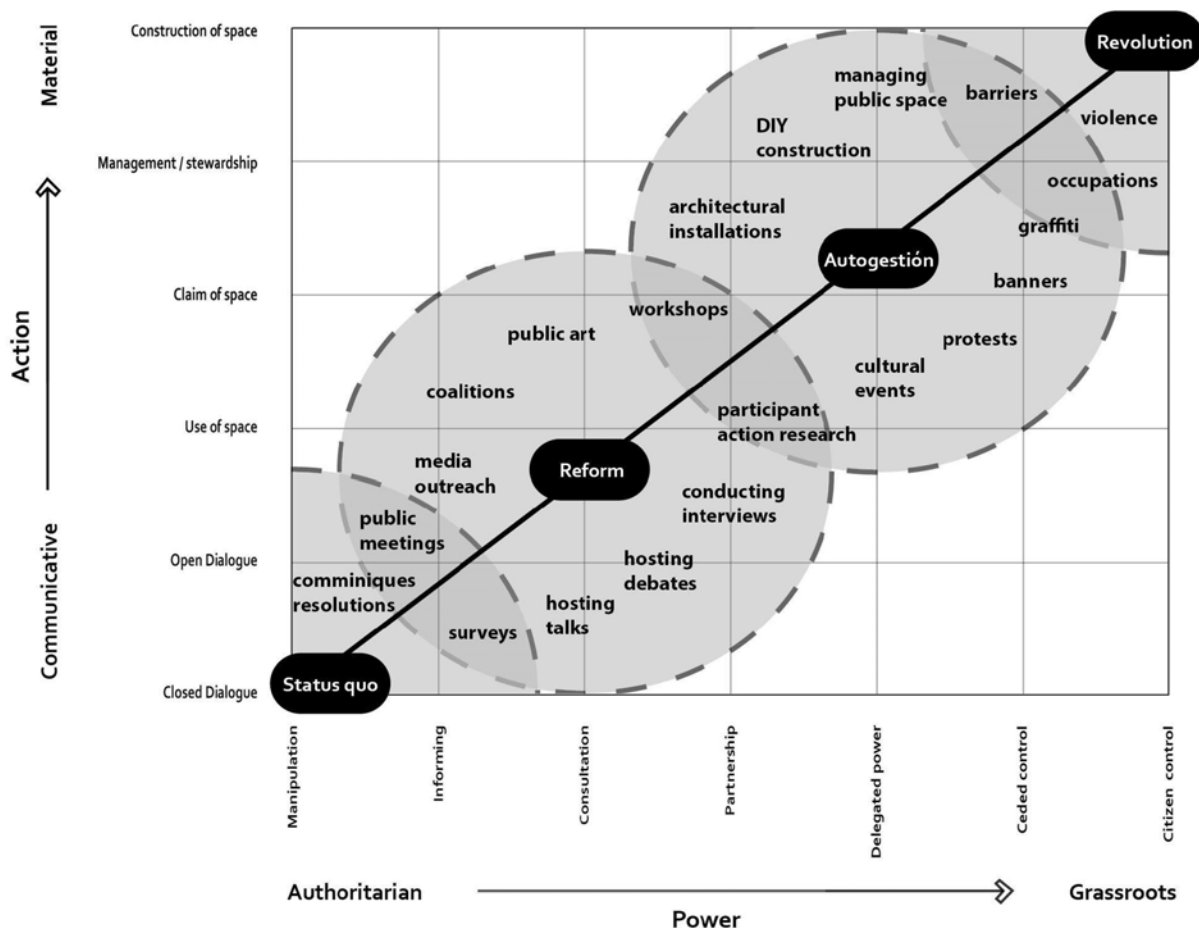 Construction of space
Material
Revolution
managing
public space
barriers
violence
DIY
construction
Management / stewardship
occupations
architectural
installations
graffiti
Autogestión
banners
Claim of space
workshops
public art
protests
Action
cultural
events
coalitions
participant
action research
Use of space
media
outreach
Reform
conducting
interviews
public
meetings
Communicative
Open Dialogue
hosting
debates
comminiques
resolutions
hosting
talks
surveys
Status quo
Closed Dialogue
Manipulation
Informing
Consultation
Partnership
Delegated power
Ceded control
Citizen control
Authoritarian
Grassroots
Power